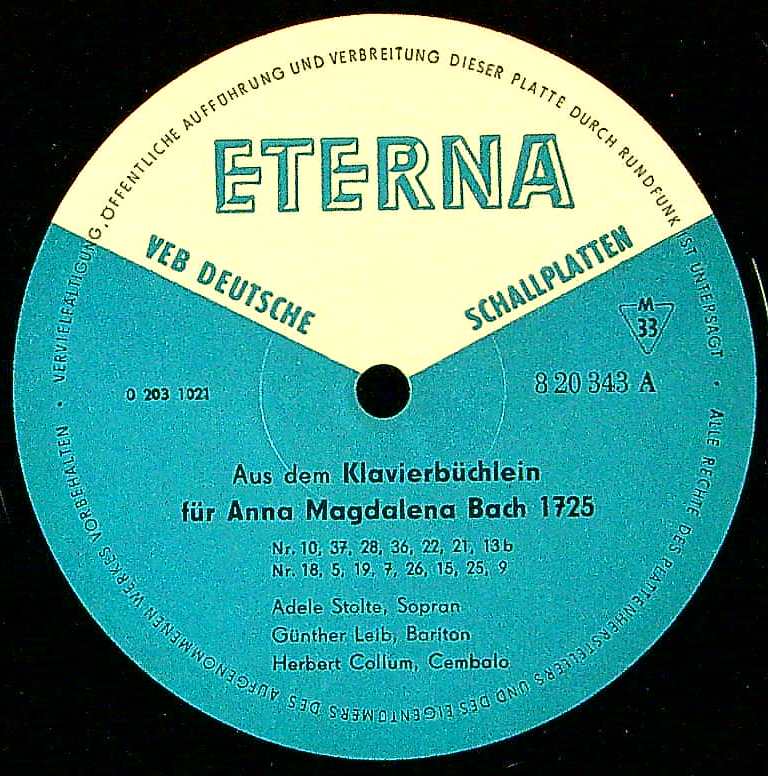 ALLE RECHTE DES PLATTENHERSTELLERS UND DES EIGENTÜMERS DES AUFGENOMMENEN WERKES VORBEHALTEN • VERVIELFÄLTIGUNG, ÖFFENTLICHE AUFFÜHRUNG UND VERBREITUNG DIESER PLATTE DURCH RUNDFUNK IST UNTERSAGT •
ETERNA
VEB DEUTSCHE SCHALLPLATTEN
M
33
0 203 1021
8 20 343 A
Aus dem Klavierbüchlein
für Anna Magdalena Bach 1725
Nr. 10, 37, 28, 36, 22, 21, 13b
Nr. 18, 5, 19, 7, 26, 15, 25, 9
Adele Stolte, Sopran
Günther Leib, Bariton
Herbert Collum, Cembalo